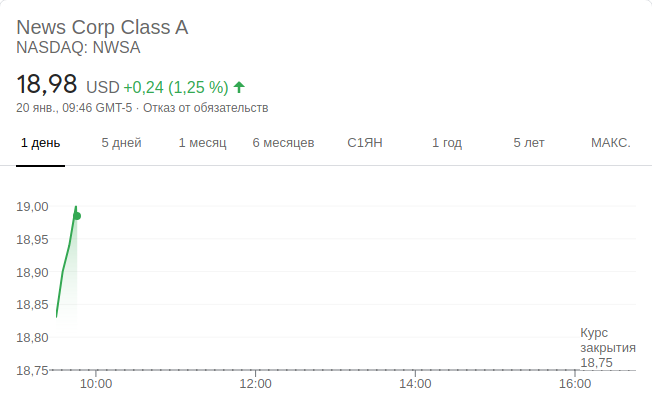 News Corp Class A
NASDAQ: NWSA
18,98 USD +0,24 (1,25 %)
20 янв., 09:46 GMT-5 · Отказ от обязательств
1 день 5 дней 1 месяц 6 месяцев С1ЯН 1 год 5 лет МАКС.
19,00
18,95
18,90
18,85
18,80
18,75
Курс
закрытия
18,75
10:00 12:00 14:00 16:00